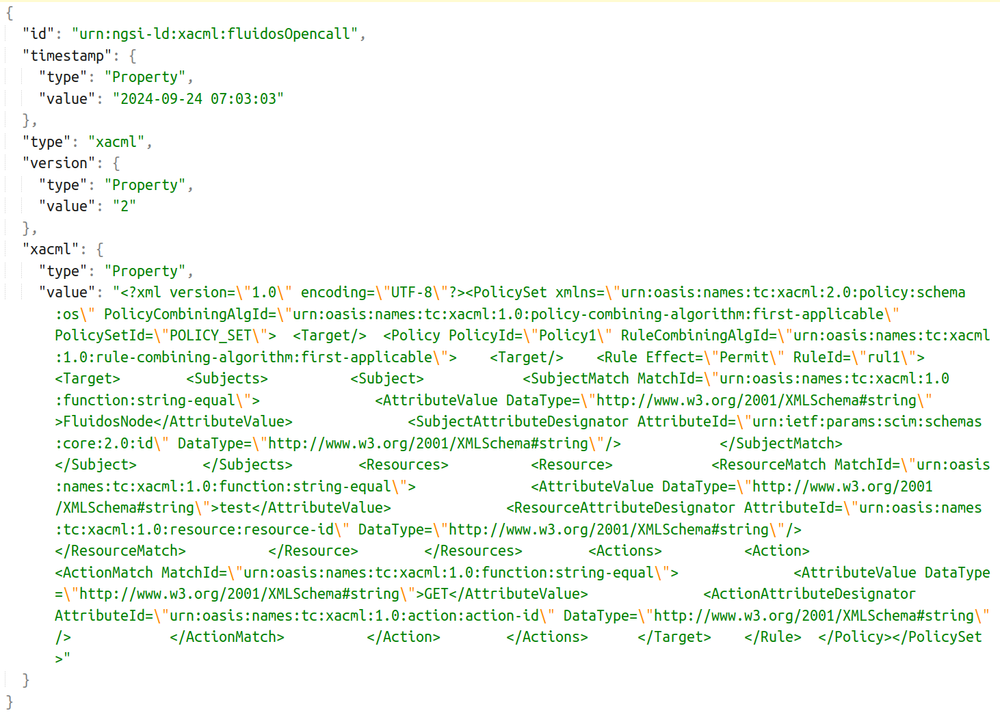 {
"id": "urn:ngsi-ld:xacml:fluidosOpencall",
"timestamp": {
"type": "Property",
"value": "2024-09-24 07:03:03"
},
"type": "xacml",
"version": {
"type": "Property",
"value": "2"
},
"xacml": {
"type": "Property",
"value": "<?xml version=\"1.0\" encoding=\"UTF-8\"?><PolicySet xmlns=\"urn:oasis:names:tc:xacml:2.0:policy:schema
:os\" PolicyCombiningAlgId=\"urn:oasis:names:tc:xacml:1.0:policy-combining-algorithm:first-applicable\"
PolicySetId=\"POLICY_SET\">  <Target/>  <Policy PolicyId=\"Policy1\" RuleCombiningAlgId=\"urn:oasis:names:tc:xacml
:1.0:rule-combining-algorithm:first-applicable\">    <Target/>    <Rule Effect=\"Permit\" RuleId=\"rul1\">
<Target>        <Subjects>          <Subject>            <SubjectMatch MatchId=\"urn:oasis:names:tc:xacml:1.0
:function:string-equal\">              <AttributeValue DataType=\"http://www.w3.org/2001/XMLSchema#string\"
>FluidosNode</AttributeValue>              <SubjectAttributeDesignator AttributeId=\"urn:ietf:params:scim:schemas
:core:2.0:id\" DataType=\"http://www.w3.org/2001/XMLSchema#string\"/>            </SubjectMatch>
</Subject>        </Subjects>        <Resources>          <Resource>            <ResourceMatch MatchId=\"urn:oasis
:names:tc:xacml:1.0:function:string-equal\">              <AttributeValue DataType=\"http://www.w3.org/2001
/XMLSchema#string\">test</AttributeValue>              <ResourceAttributeDesignator AttributeId=\"urn:oasis:names
:tc:xacml:1.0:resource:resource-id\" DataType=\"http://www.w3.org/2001/XMLSchema#string\"/>
</ResourceMatch>          </Resource>        </Resources>        <Actions>          <Action>
<ActionMatch MatchId=\"urn:oasis:names:tc:xacml:1.0:function:string-equal\">              <AttributeValue DataType
=\"http://www.w3.org/2001/XMLSchema#string\">GET</AttributeValue>              <ActionAttributeDesignator
AttributeId=\"urn:oasis:names:tc:xacml:1.0:action:action-id\" DataType=\"http://www.w3.org/2001/XMLSchema#string\"
/>            </ActionMatch>          </Action>        </Actions>      </Target>    </Rule>  </Policy></PolicySet
>"
}
}